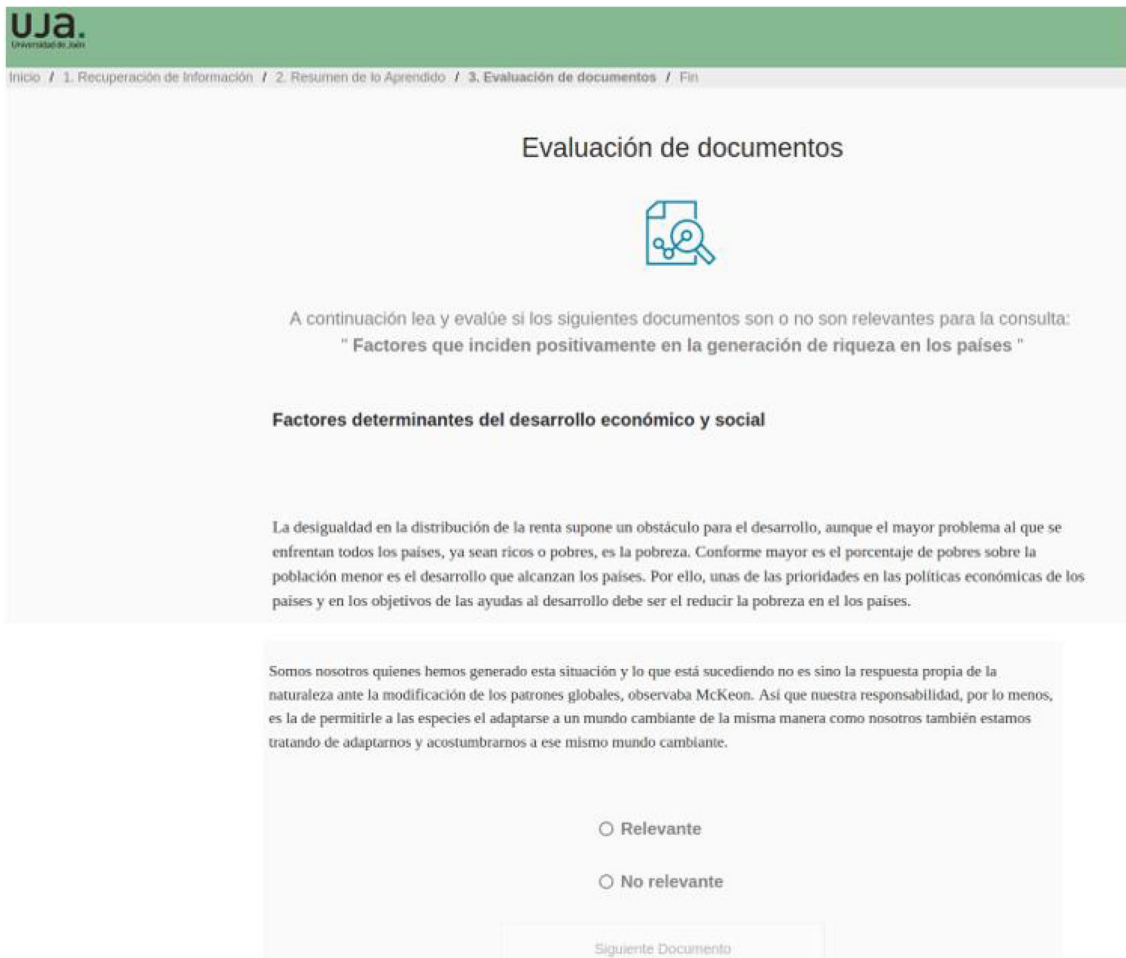 uja.
Universidad de Jaén
Inicio / 1. Recuperación de Información / 2. Resumen de lo Aprendido / 3. Evaluación de documentos / Fin
Evaluación de documentos
A continuación lea y evalúe si los siguientes documentos son o no son relevantes para la consulta:
" Factores que inciden positivamente en la generación de riqueza en los países "
Factores determinantes del desarrollo económico y social
La desigualdad en la distribución de la renta supone un obstáculo para el desarrollo, aunque el mayor problema al que se
enfrentan todos los países, ya sean ricos o pobres, es la pobreza. Conforme mayor es el porcentaje de pobres sobre la
población menor es el desarrollo que alcanzan los países. Por ello, unas de las prioridades en las políticas económicas de los
países y en los objetivos de las ayudas al desarrollo debe ser el reducir la pobreza en el los países.
Somos nosotros quienes hemos generado esta situación y lo que está sucediendo no es sino la respuesta propia de la
naturaleza ante la modificación de los patrones globales, observaba McKeon. Así que nuestra responsabilidad, por lo menos,
es la de permitirle a las especies el adaptarse a un mundo cambiante de la misma manera como nosotros también estamos
tratando de adaptarnos y acostumbrarnos a ese mismo mundo cambiante.
Relevante
No relevante
Siguiente Documento